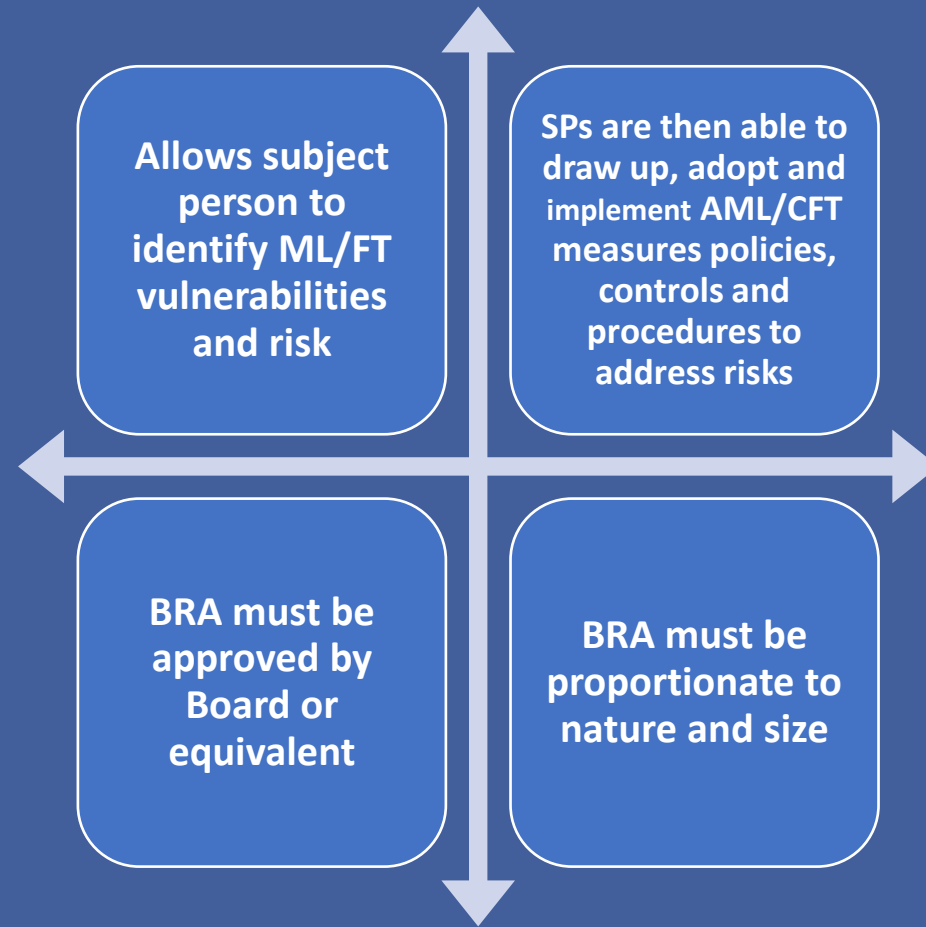 Allows subject
person to
identify ML/FT
vulnerabilities
and risk
SPs are then able to
draw up, adopt and
implement AML/CFT
measures policies,
controls and
procedures to
address risks
BRA must be
approved by
Board or
equivalent
BRA must be
proportionate to
nature and size